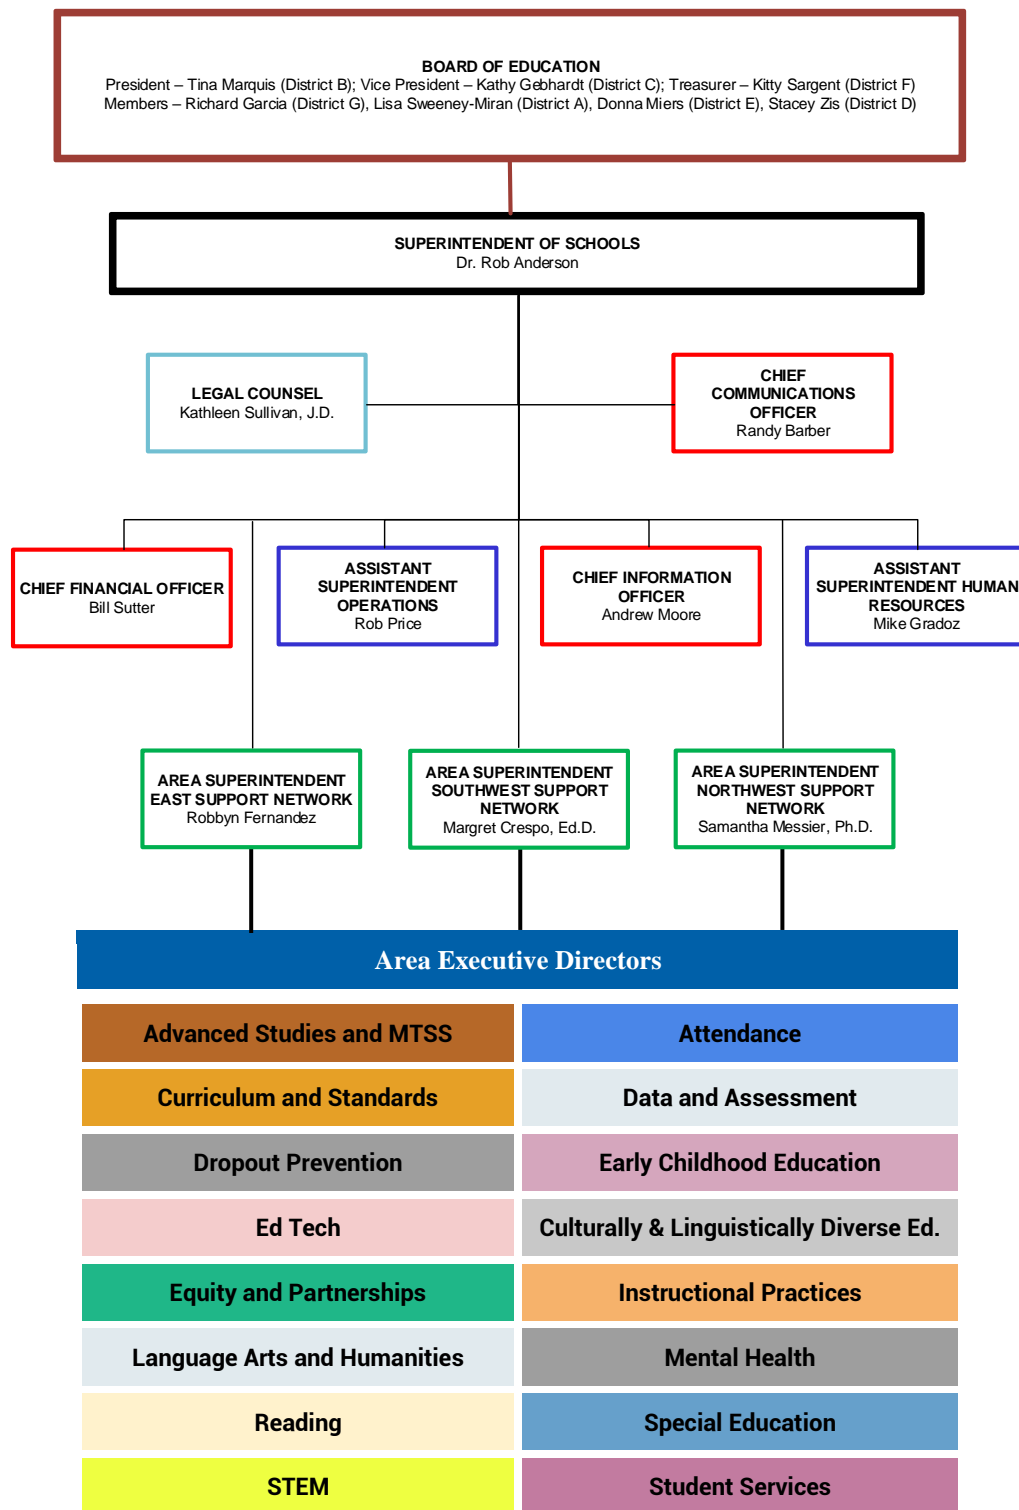 BOARD OF EDUCATION
President – Tina Marquis (District B); Vice President – Kathy Gebhardt (District C); Treasurer – Kitty Sargent (District F)
Members – Richard Garcia (District G), Lisa Sweeney-Miran (District A), Donna Miers (District E), Stacey Zis (District D)
SUPERINTENDENT OF SCHOOLS
Dr. Rob Anderson
LEGAL COUNSEL
Kathleen Sullivan, J.D.
CHIEF
COMMUNICATIONS
OFFICER
Randy Barber
CHIEF FINANCIAL OFFICER
Bill Sutter
ASSISTANT
SUPERINTENDENT
OPERATIONS
Rob Price
CHIEF INFORMATION
OFFICER
Andrew Moore
ASSISTANT
SUPERINTENDENT HUMAN
RESOURCES
Mike Gradoz
AREA SUPERINTENDENT
EAST SUPPORT NETWORK
Robbyn Fernandez
AREA SUPERINTENDENT
SOUTHWEST SUPPORT
NETWORK
Margret Crespo, Ed.D.
AREA SUPERINTENDENT
NORTHWEST SUPPORT
NETWORK
Samantha Messier, Ph.D.
Area Executive Directors
Advanced Studies and MTSS
Attendance
Curriculum and Standards
Data and Assessment
Dropout Prevention
Early Childhood Education
Ed Tech
Culturally & Linguistically Diverse Ed.
Equity and Partnerships
Instructional Practices
Language Arts and Humanities
Mental Health
Reading
Special Education
STEM
Student Services